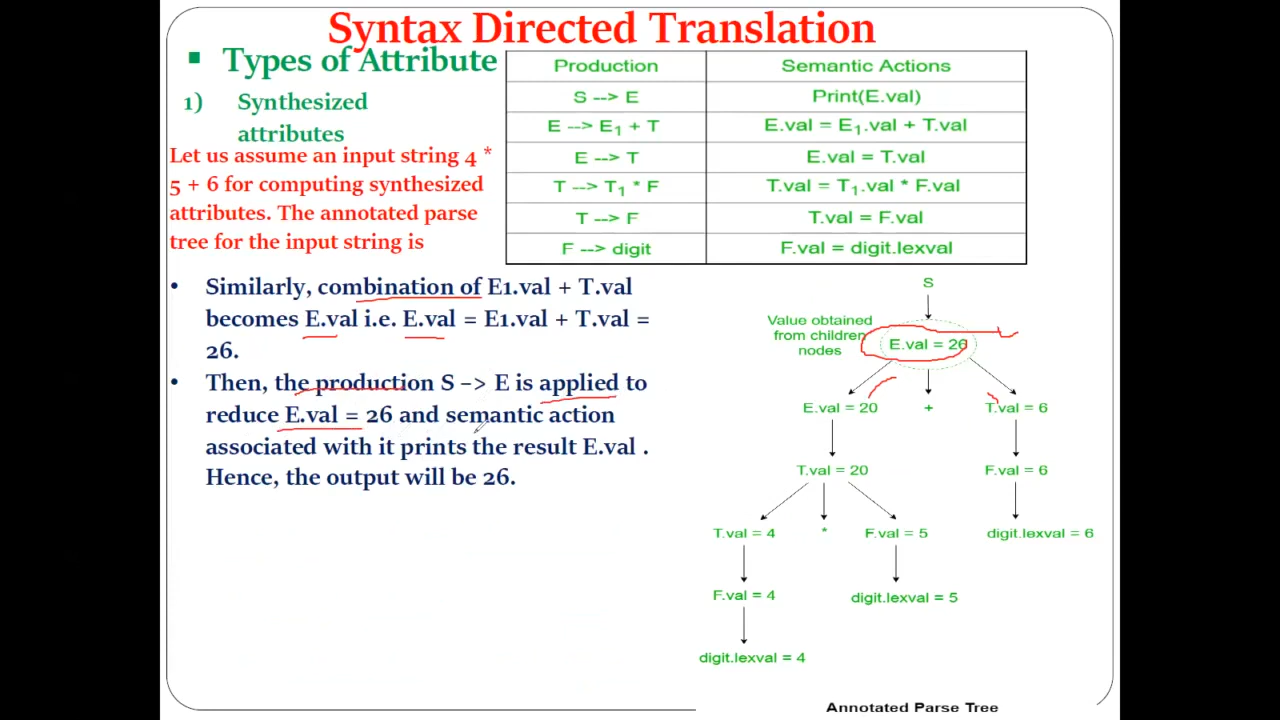 Syntax Directed Translation
▪ Types of Attribute
1) Synthesized
attributes
Let us assume an input string 4 *
5 + 6 for computing synthesized
attributes. The annotated parse
tree for the input string is
Production Semantic Actions
S --> E Print(E.val)
E --> E₁ + T E.val = E₁.val + T.val
E --> T E.val = T.val
T --> T₁ * F T.val = T₁.val * F.val
T --> F T.val = F.val
F --> digit F.val = digit.lexval
• Similarly, combination of E1.val + T.val
becomes E.val i.e. E.val = E1.val + T.val =
26.
• Then, the production S –> E is applied to
reduce E.val = 26 and semantic action
associated with it prints the result E.val .
Hence, the output will be 26.
S
Value obtained
from children
nodes
E.val = 26
E.val = 20 + T.val = 6
T.val = 20 F.val = 6
T.val = 4 * F.val = 5 digit.lexval = 6
F.val = 4 digit.lexval = 5
digit.lexval = 4
Annotated Parse Tree